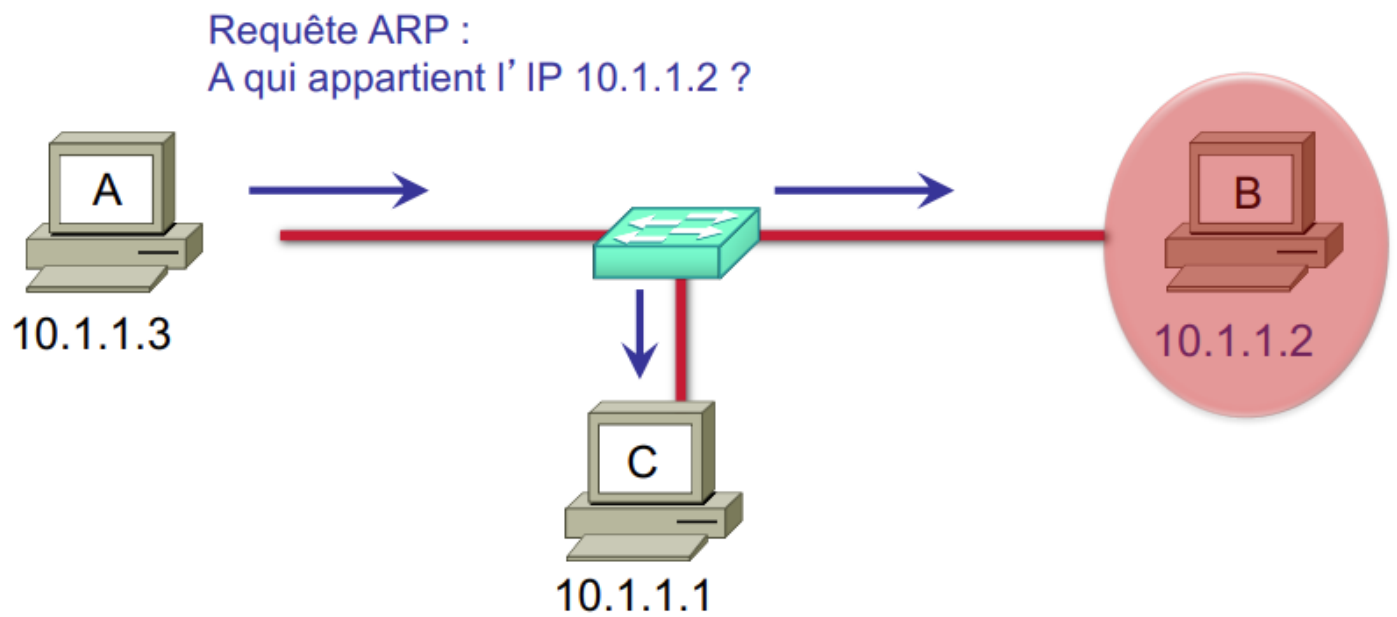 Requête ARP :
A qui appartient l’ IP 10.1.1.2 ?
A
B
10.1.1.3
10.1.1.2
C
10.1.1.1